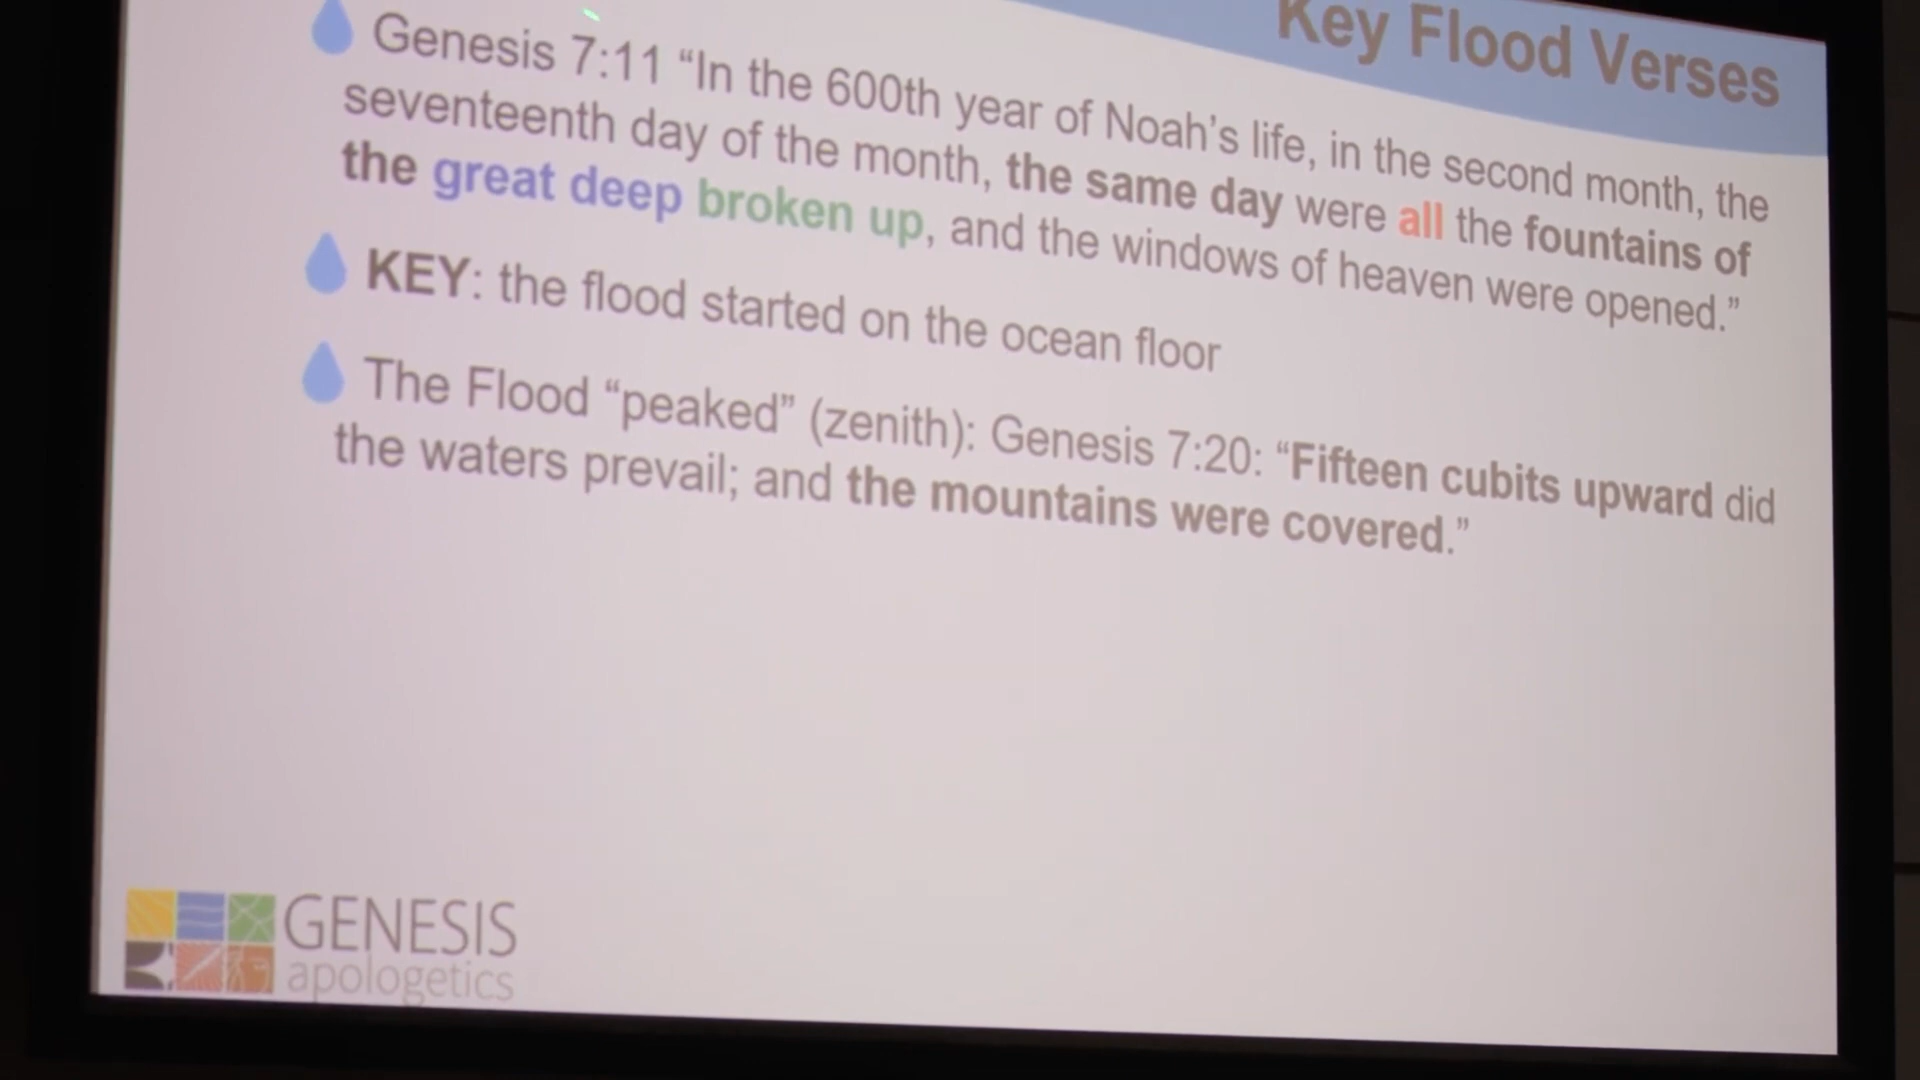 Key Flood Verses
Genesis 7:11 “In the 600th year of Noah’s life, in the second month, the
seventeenth day of the month, the same day were all the fountains of
the great deep broken up, and the windows of heaven were opened.”
KEY: the flood started on the ocean floor
The Flood “peaked” (zenith): Genesis 7:20: “Fifteen cubits upward did
the waters prevail; and the mountains were covered.”
GENESIS
apologetics